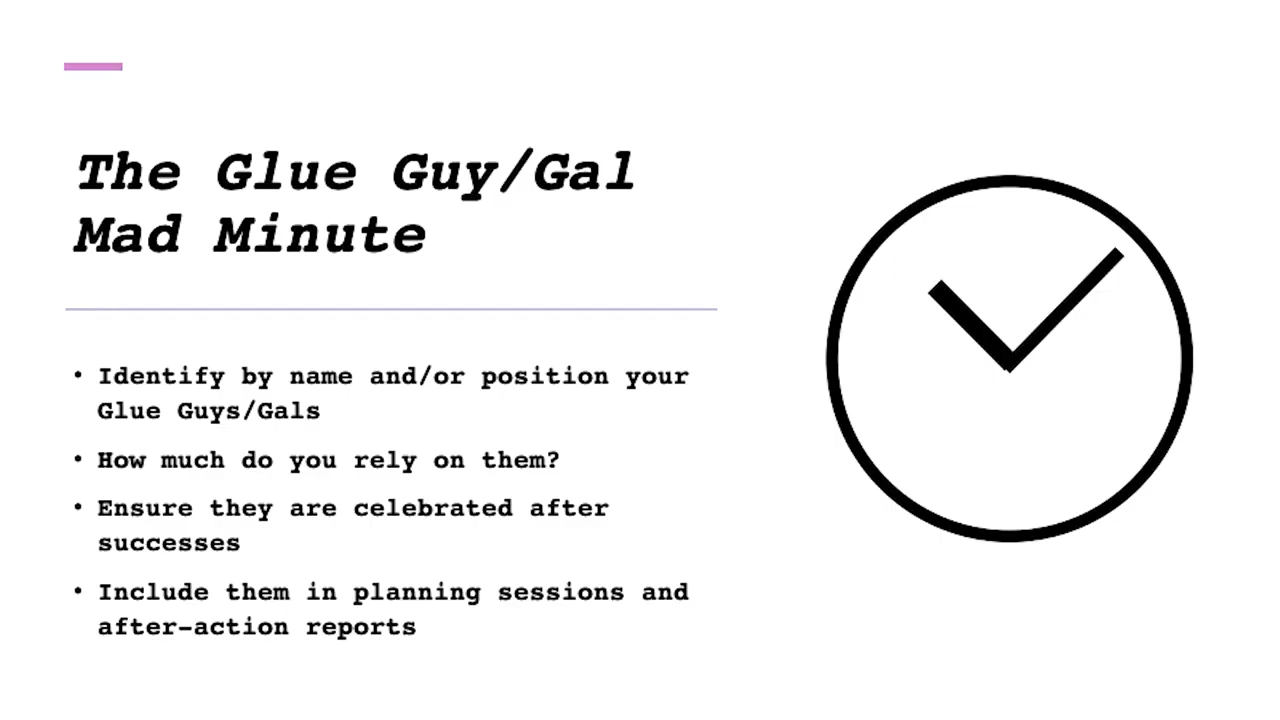 The Glue Guy/Gal
Mad Minute
• Identify by name and/or position your
Glue Guys/Gals
• How much do you rely on them?
• Ensure they are celebrated after
successes
• Include them in planning sessions and
after-action reports